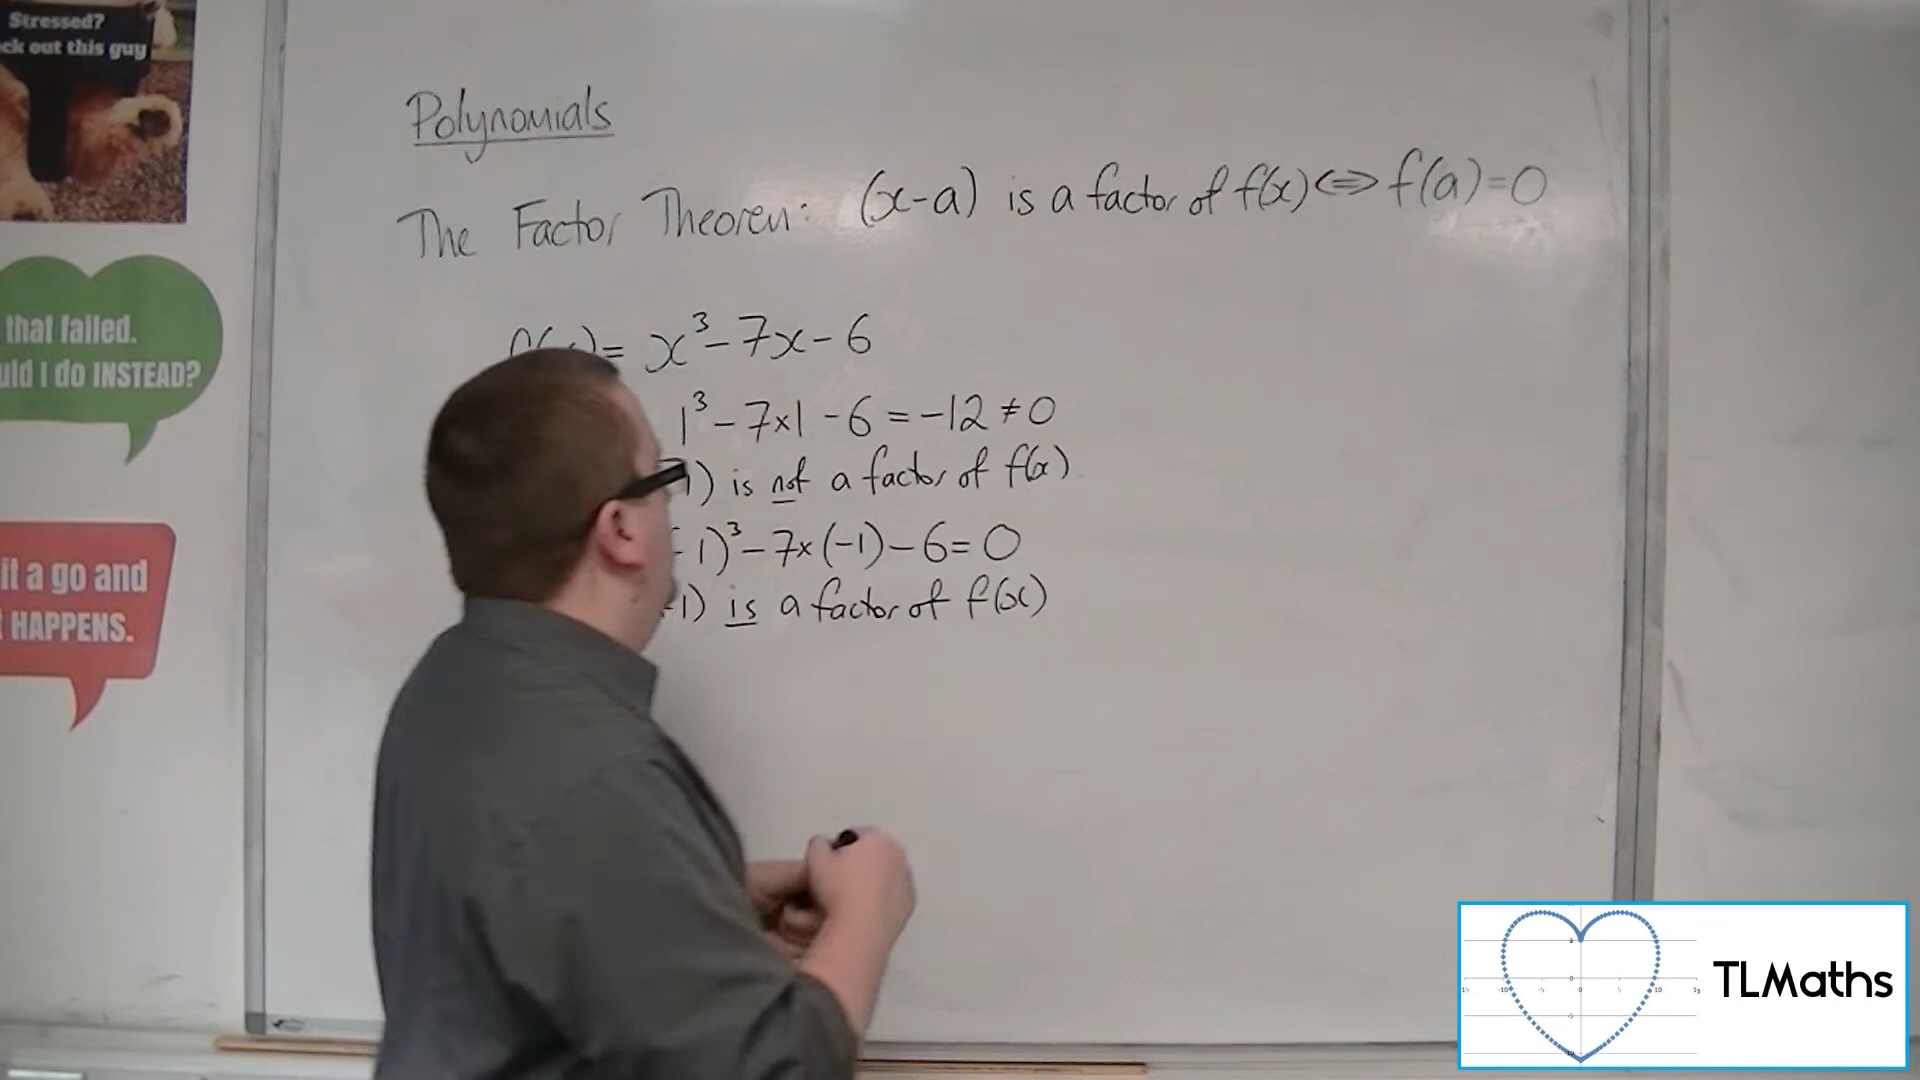 Stressed?
ck out this guy
that failed.
uld I do INSTEAD?
it a go and
HAPPENS.
Polynomials
The Factor Theorem: (x-a) is a factor of f(x) ⇔ f(a)=0
= x³-7x-6
1³-7×1-6=-12≠0
1) is not a factor of f(x)
1)³-7×(-1)-6=0
1) is a factor of f(x)
TLMaths